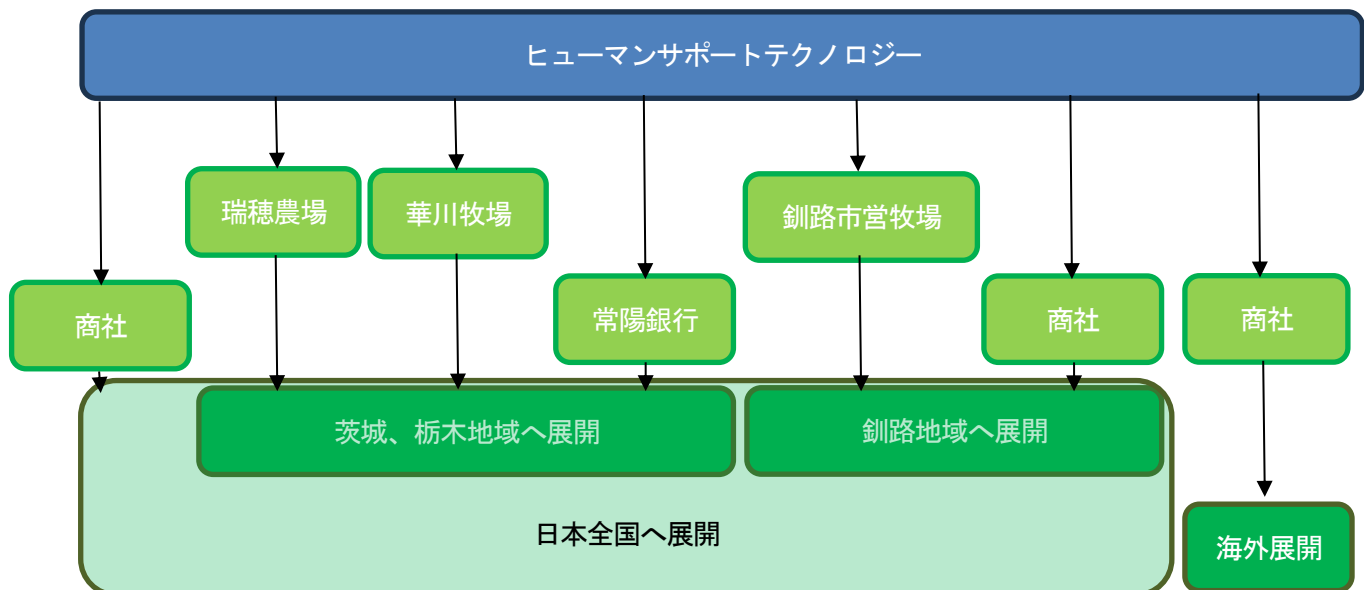 ヒューマンサポートテクノロジー
瑞穂農場
華川牧場
釧路市営牧場
商社
常陽銀行
商社
商社
茨城、栃木地域へ展開
釧路地域へ展開
日本全国へ展開
海外展開